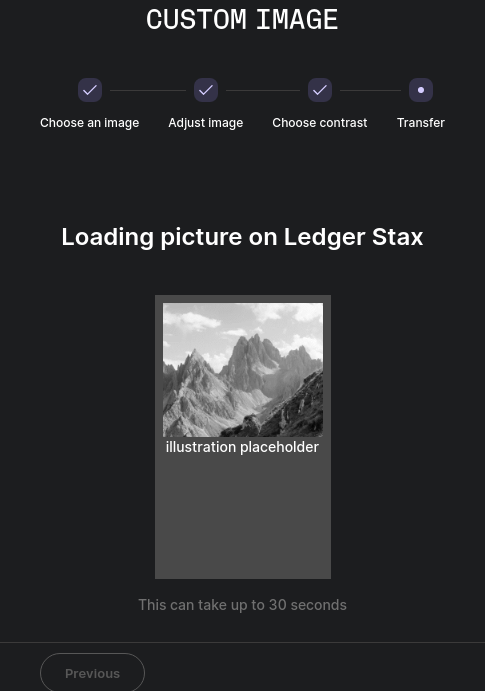 CUSTOM IMAGE
Choose an image
Adjust image
Choose contrast
Transfer
Loading picture on Ledger Stax
illustration placeholder
This can take up to 30 seconds
Previous